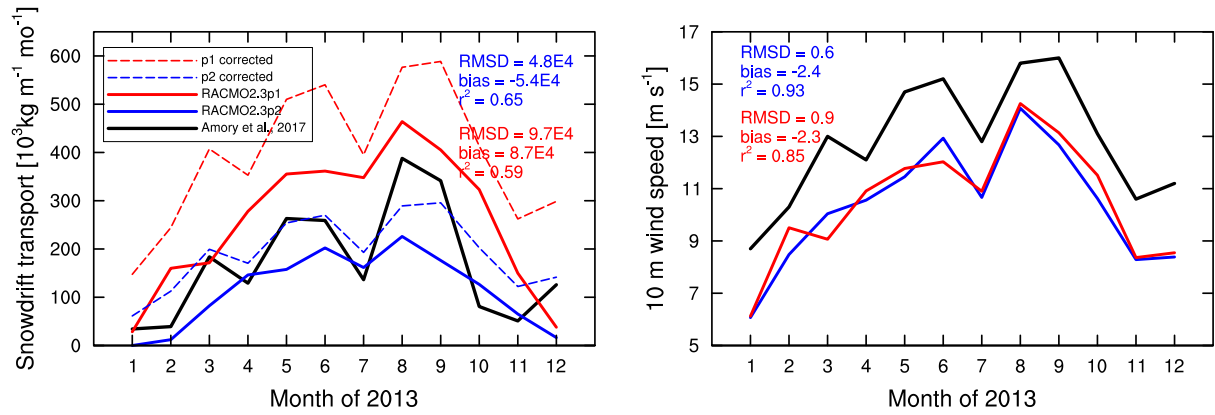 600
500
400
300
200
100
0
Snowdrift transport [10³kg m⁻¹ mo⁻¹]
p1 corrected
p2 corrected
RACMO2.3p1
RACMO2.3p2
Amory et al., 2017
RMSD = 4.8E4
bias = -5.4E4
r² = 0.65
RMSD = 9.7E4
bias = 8.7E4
r² = 0.59
1 2 3 4 5 6 7 8 9 10 11 12
Month of 2013
17
15
13
11
9
7
5
10 m wind speed [m s⁻¹]
RMSD = 0.6
bias = -2.4
r² = 0.93
RMSD = 0.9
bias = -2.3
r² = 0.85
1 2 3 4 5 6 7 8 9 10 11 12
Month of 2013